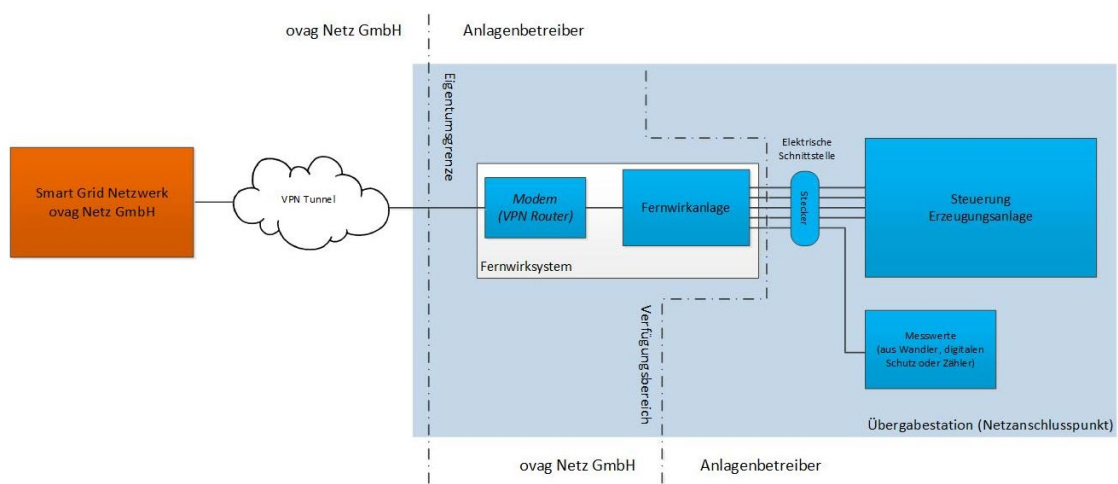 ovag Netz GmbH
Anlagenbetreiber
Eigentumsgrenze
Elektrische
Schnittstelle
Smart Grid Netzwerk
ovag Netz GmbH
VPN Tunnel
Modem
(VPN Router)
Fernwirkanlage
Stecker
Steuerung
Erzeugungsanlage
Fernwirksystem
Verfügungsbereich
Messwerte
(aus Wandler, digitalen
Schutz oder Zähler)
Übergabestation (Netzanschlusspunkt)
ovag Netz GmbH
Anlagenbetreiber